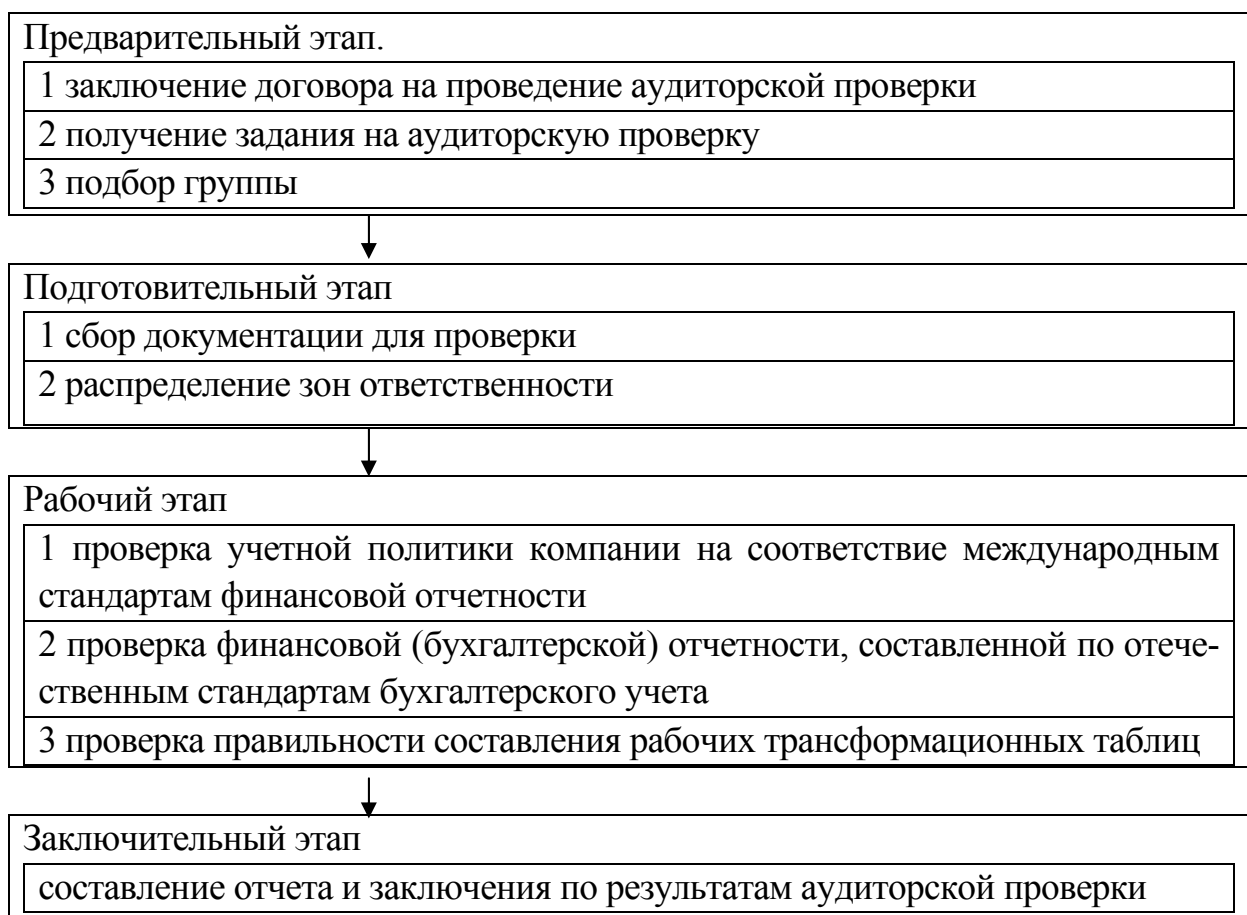 Предварительный этап.
1 заключение договора на проведение аудиторской проверки
2 получение задания на аудиторскую проверку
3 подбор группы
Подготовительный этап
1 сбор документации для проверки
2 распределение зон ответственности
Рабочий этап
1 проверка учетной политики компании на соответствие международным
стандартам финансовой отчетности
2 проверка финансовой (бухгалтерской) отчетности, составленной по отече-
ственным стандартам бухгалтерского учета
3 проверка правильности составления рабочих трансформационных таблиц
Заключительный этап
составление отчета и заключения по результатам аудиторской проверки